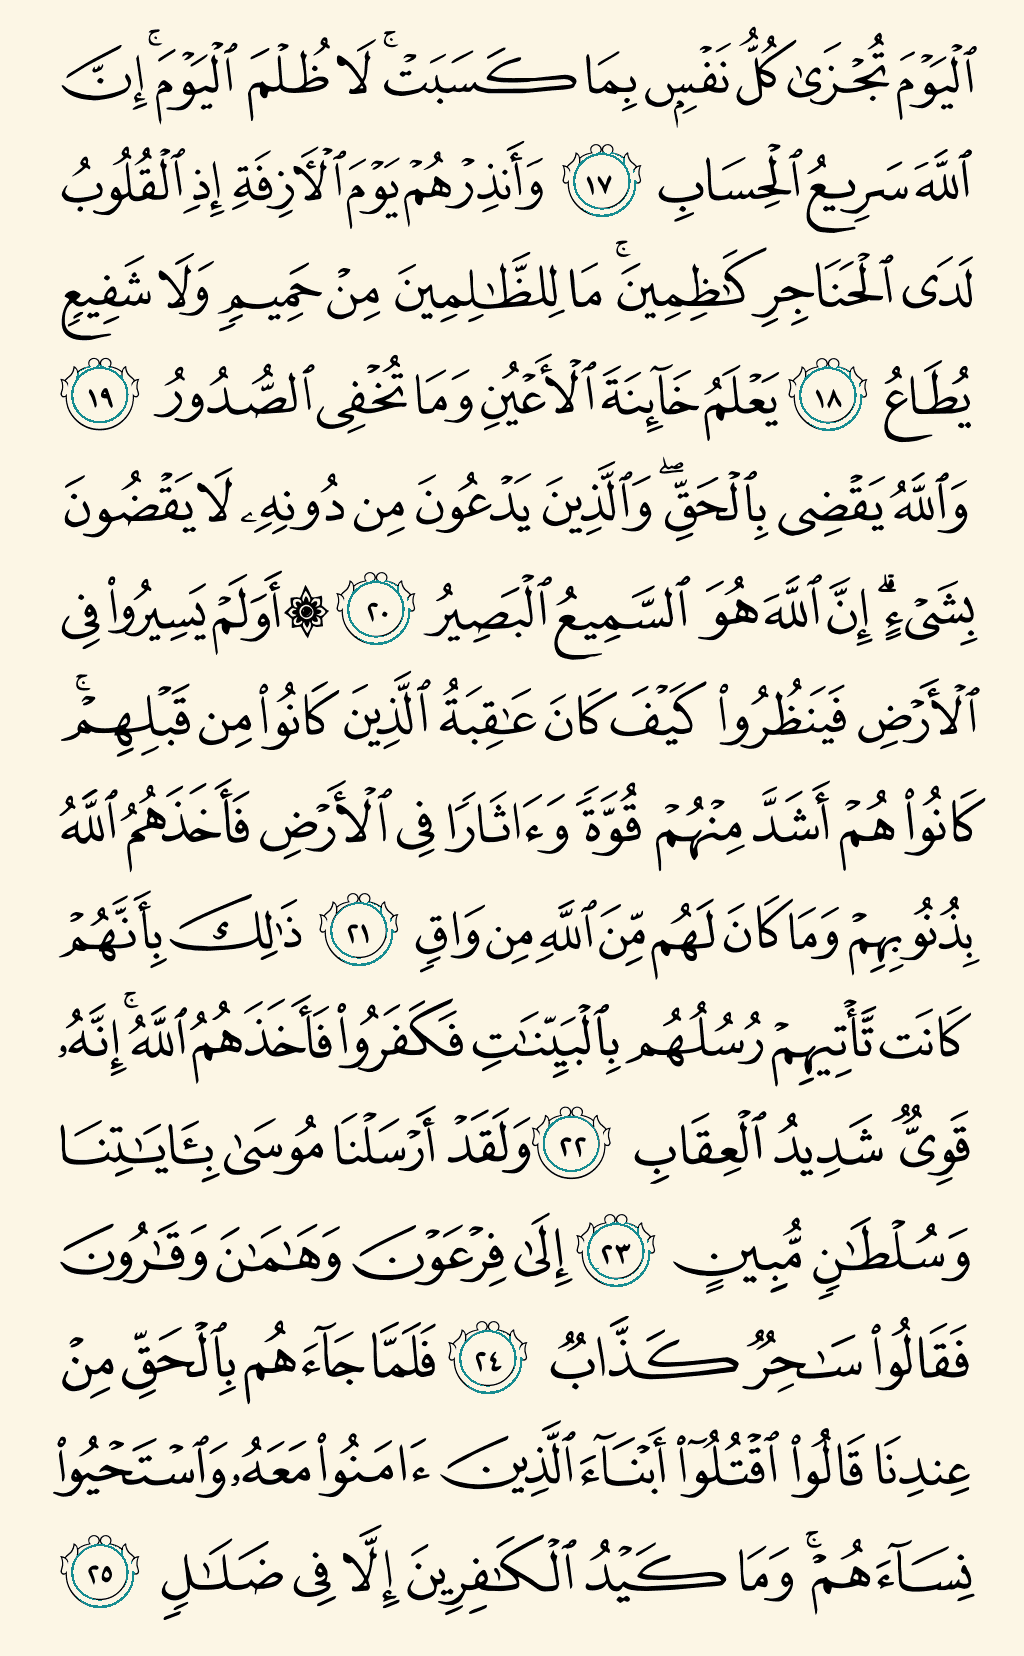 ٱلْيَوْمَ تُجْزَىٰ كُلُّ نَفْسٍۭ بِمَا كَسَبَتْ ۚ لَا ظُلْمَ ٱلْيَوْمَ ۚ إِنَّ
ٱللَّهَ سَرِيعُ ٱلْحِسَابِ ١٧ وَأَنذِرْهُمْ يَوْمَ ٱلْأَزِفَةِ إِذِ ٱلْقُلُوبُ
لَدَى ٱلْحَنَاجِرِ كَٰظِمِينَ ۚ مَا لِلظَّٰلِمِينَ مِنْ حَمِيمٍ وَلَا شَفِيعٍ
يُطَاعُ ١٨ يَعْلَمُ خَآئِنَةَ ٱلْأَعْيُنِ وَمَا تُخْفِى ٱلصُّدُورُ ١٩
وَٱللَّهُ يَقْضِى بِٱلْحَقِّ ۖ وَٱلَّذِينَ يَدْعُونَ مِن دُونِهِۦ لَا يَقْضُونَ
بِشَىْءٍ ۗ إِنَّ ٱللَّهَ هُوَ ٱلسَّمِيعُ ٱلْبَصِيرُ ٢٠ ۞ أَوَلَمْ يَسِيرُوا۟ فِى
ٱلْأَرْضِ فَيَنظُرُوا۟ كَيْفَ كَانَ عَٰقِبَةُ ٱلَّذِينَ كَانُوا۟ مِن قَبْلِهِمْ ۚ
كَانُوا۟ هُمْ أَشَدَّ مِنْهُمْ قُوَّةً وَءَاثَارًا فِى ٱلْأَرْضِ فَأَخَذَهُمُ ٱللَّهُ
بِذُنُوبِهِمْ وَمَا كَانَ لَهُم مِّنَ ٱللَّهِ مِن وَاقٍ ٢١ ذَٰلِكَ بِأَنَّهُمْ
كَانَت تَّأْتِيهِمْ رُسُلُهُم بِٱلْبَيِّنَٰتِ فَكَفَرُوا۟ فَأَخَذَهُمُ ٱللَّهُ ۚ إِنَّهُۥ
قَوِىٌّ شَدِيدُ ٱلْعِقَابِ ٢٢ وَلَقَدْ أَرْسَلْنَا مُوسَىٰ بِـَٔايَٰتِنَا
وَسُلْطَٰنٍ مُّبِينٍ ٢٣ إِلَىٰ فِرْعَوْنَ وَهَٰمَٰنَ وَقَٰرُونَ
فَقَالُوا۟ سَٰحِرٌ كَذَّابٌ ٢٤ فَلَمَّا جَآءَهُم بِٱلْحَقِّ مِنْ
عِندِنَا قَالُوا۟ ٱقْتُلُوٓا۟ أَبْنَآءَ ٱلَّذِينَ ءَامَنُوا۟ مَعَهُۥ وَٱسْتَحْيُوا۟
نِسَآءَهُمْ ۚ وَمَا كَيْدُ ٱلْكَٰفِرِينَ إِلَّا فِى ضَلَٰلٍ ٢٥